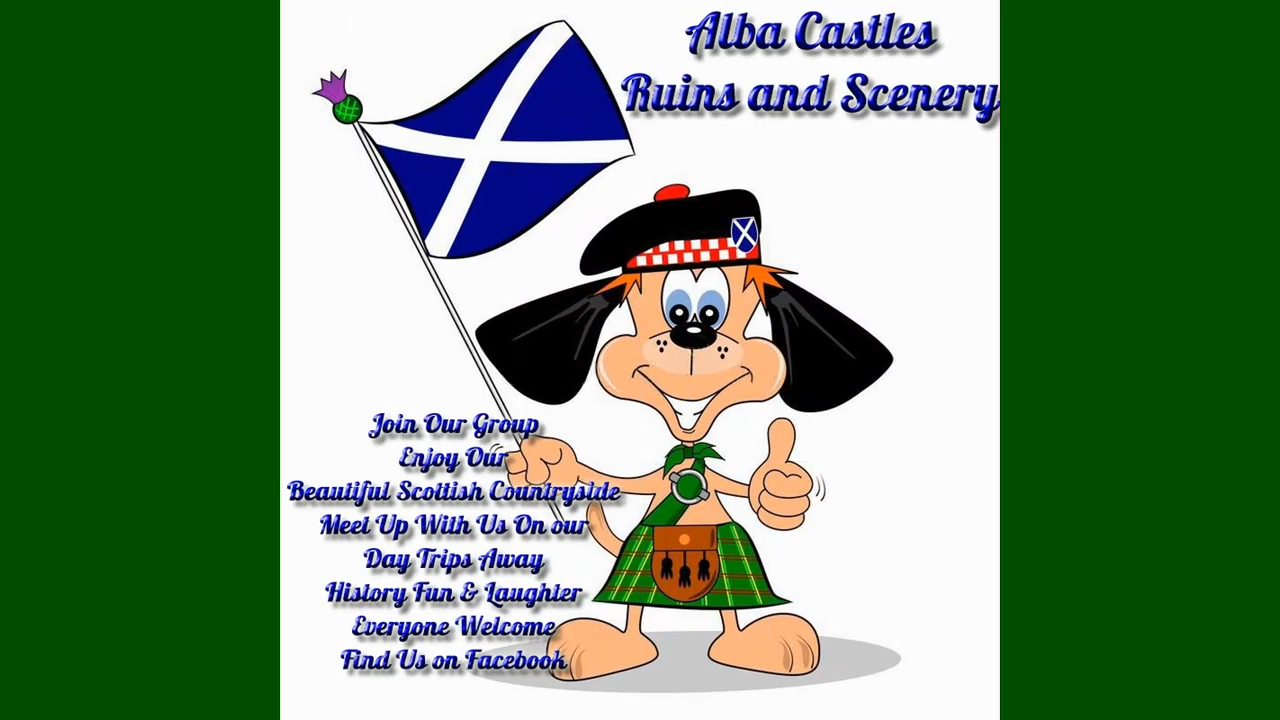 Alba Castles
Ruins and Scenery
Join Our Group
Enjoy Our
Beautiful Scottish Countryside
Meet Up With Us On our
Day Trips Away
History Fun & Laughter
Everyone Welcome
Find Us on Facebook